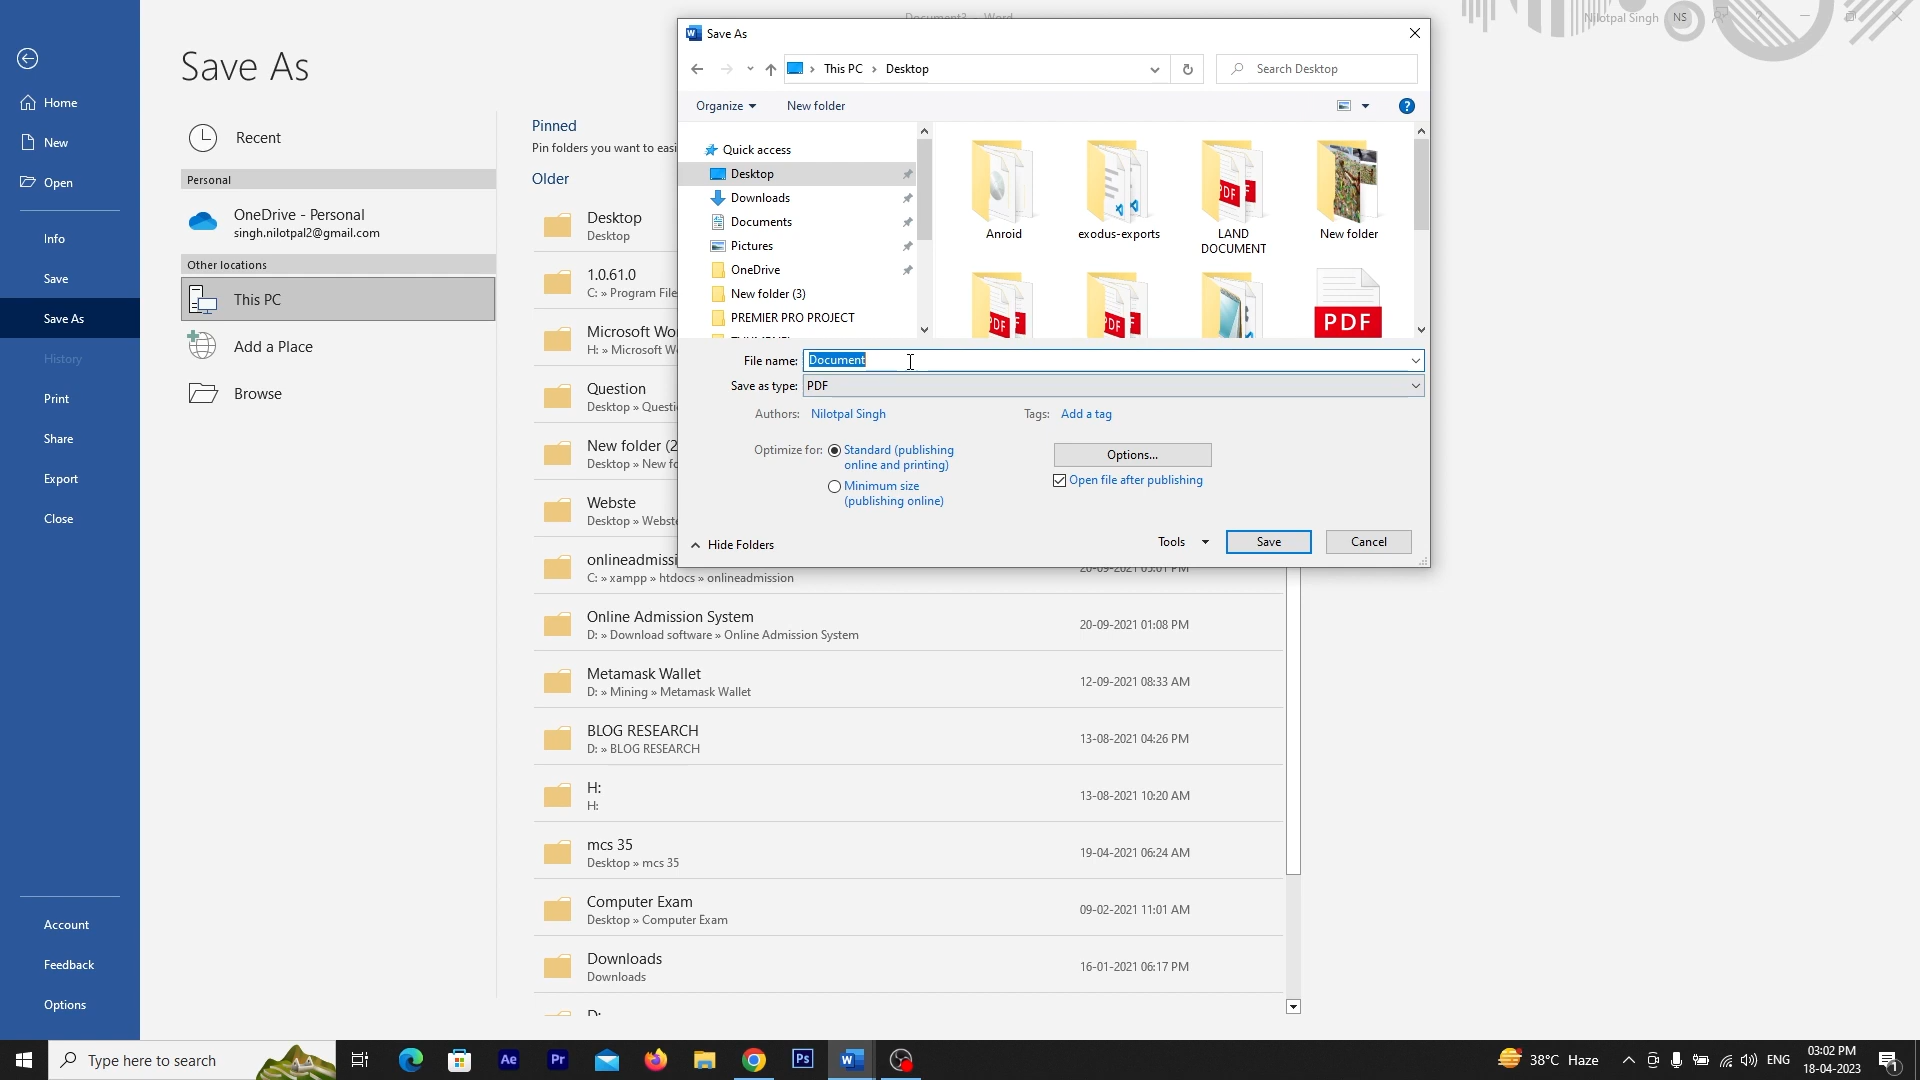 Document2 - Word
Nilotpal Singh
NS
?
Save As
Home
New
Open
Info
Save
Save As
History
Print
Share
Export
Close
Account
Feedback
Options
Recent
Personal
OneDrive - Personal
singh.nilotpal2@gmail.com
Other locations
This PC
Add a Place
Browse
Pinned
Pin folders you want to easi
Older
Desktop
Desktop
1.0.61.0
C: » Program File
Microsoft Wo
H: » Microsoft W
Question
Desktop » Questi
New folder (2
Desktop » New fo
Webste
Desktop » Webste
onlineadmissi
C: » xampp » htdocs » onlineadmission
Online Admission System
D: » Download software » Online Admission System
20-09-2021 01:08 PM
Metamask Wallet
D: » Mining » Metamask Wallet
12-09-2021 08:33 AM
BLOG RESEARCH
D: » BLOG RESEARCH
13-08-2021 04:26 PM
H:
H:
13-08-2021 10:20 AM
mcs 35
Desktop » mcs 35
19-04-2021 06:24 AM
Computer Exam
Desktop » Computer Exam
09-02-2021 11:01 AM
Downloads
Downloads
16-01-2021 06:17 PM
D:
Save As
This PC › Desktop
Search Desktop
Organize
New folder
?
Quick access
Desktop
Downloads
Documents
Pictures
OneDrive
New folder (3)
PREMIER PRO PROJECT
Anroid
exodus-exports
PDF
LAND
DOCUMENT
New folder
PDF
PDF
PDF
File name: Document
Save as type: PDF
Authors: Nilotpal Singh
Tags: Add a tag
Optimize for: Standard (publishing
online and printing)
Minimum size
(publishing online)
Options...
Open file after publishing
Hide Folders
Tools
Save
Cancel
Type here to search
Ae
Pr
Ps
W
38°C Haze
ENG
03:02 PM
18-04-2023
1